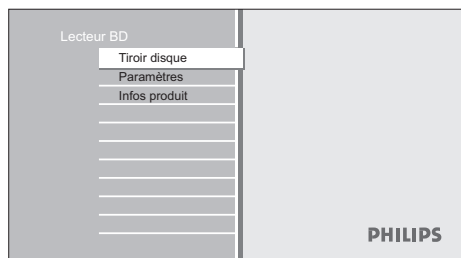 Lecteur BD
Tiroir disque
Paramètres
Infos produit
PHILIPS